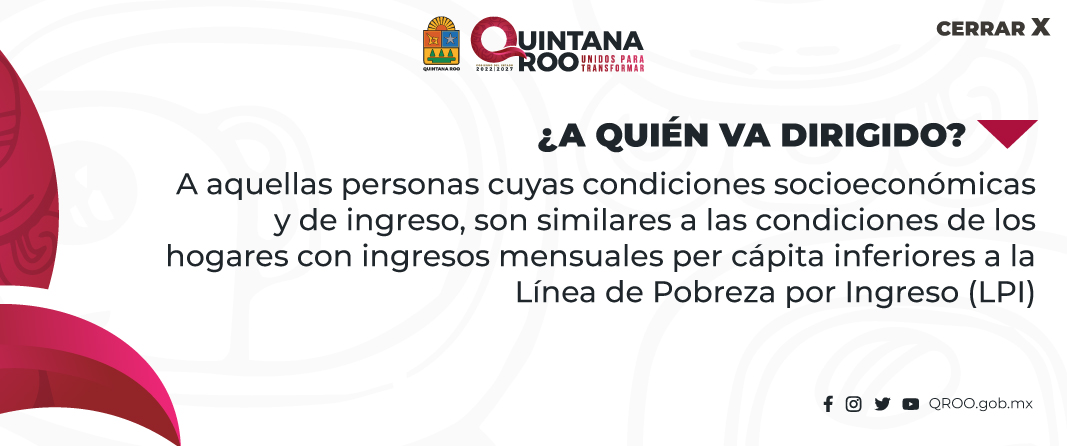 CERRAR X
QUINTANA ROO
QUINTANA
ROO UNIDOS PARA
TRANSFORMAR
2022|2027
¿A QUIÉN VA DIRIGIDO?
A aquellas personas cuyas condiciones socioeconómicas
y de ingreso, son similares a las condiciones de los
hogares con ingresos mensuales per cápita inferiores a la
Línea de Pobreza por Ingreso (LPI)
QROO.gob.mx